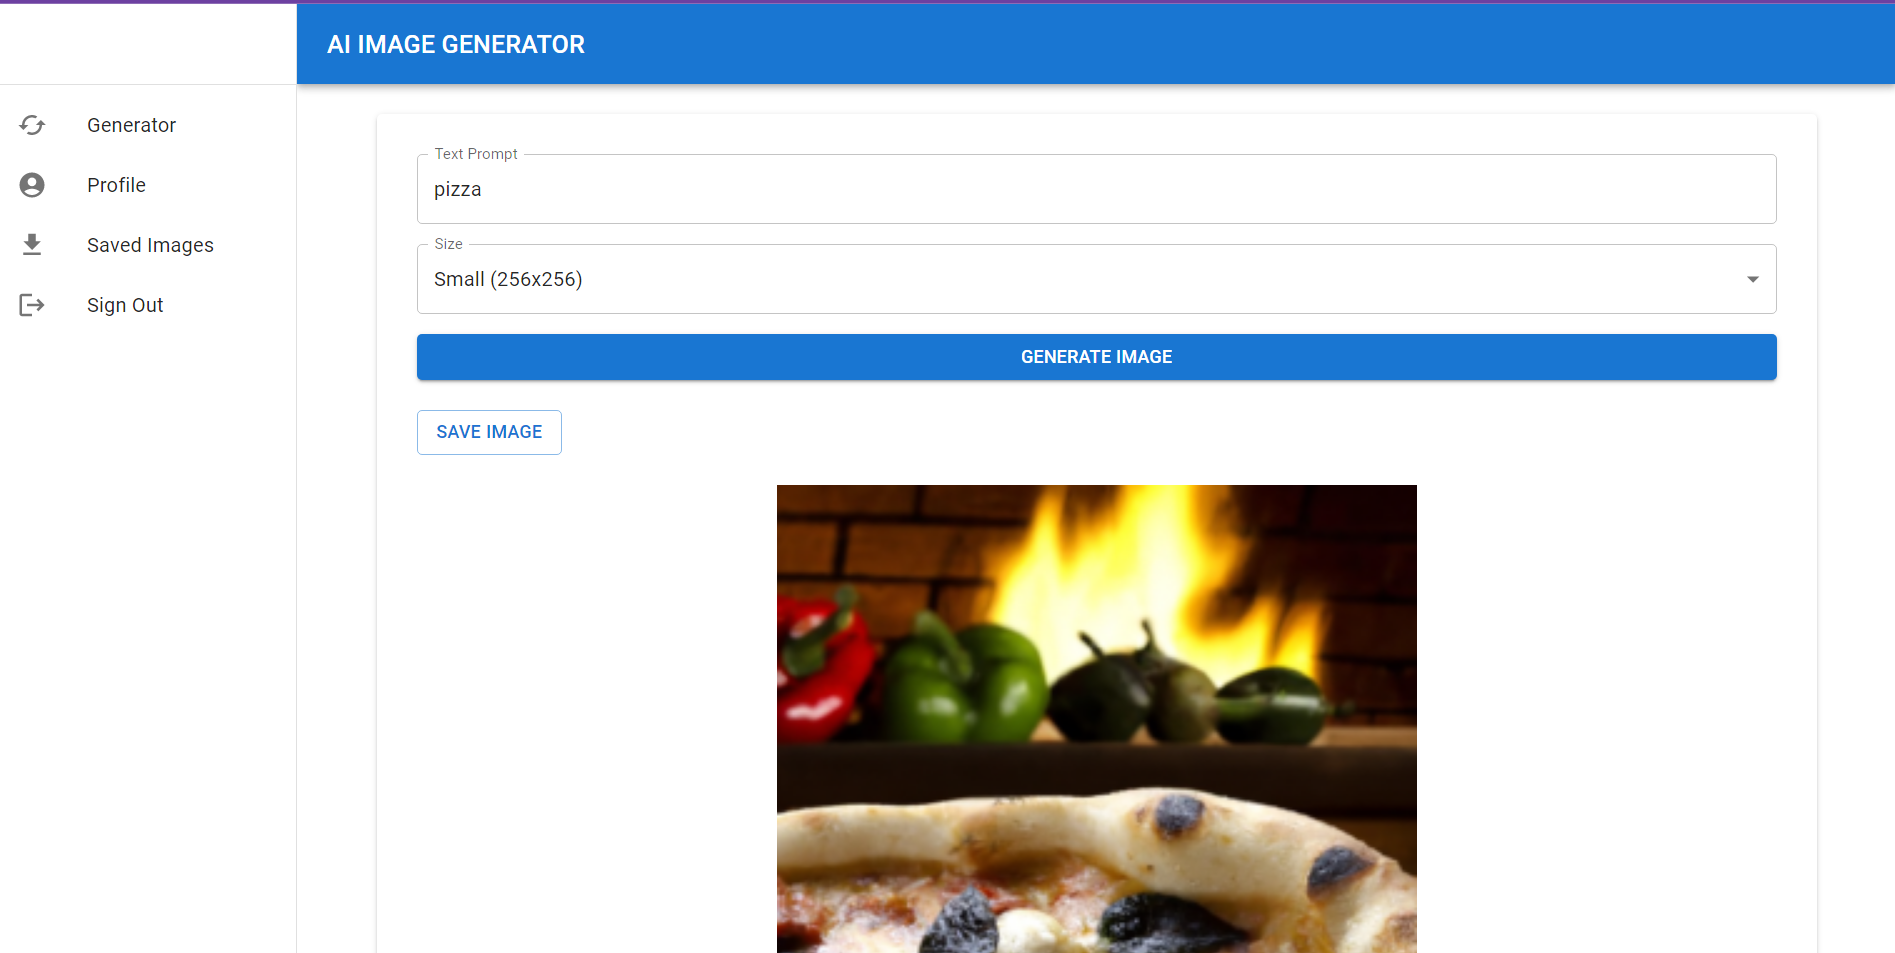 AI IMAGE GENERATOR
Generator
Profile
Saved Images
Sign Out
Text Prompt
pizza
Size
Small (256x256)
GENERATE IMAGE
SAVE IMAGE